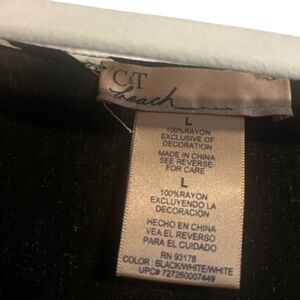 C&T
beach
L
100%RAYON
EXCLUSIVE OF
DECORATION
MADE IN CHINA
SEE REVERSE
FOR CARE
L
100%RAYON
EXCLUYENDO LA
DECORACIÓN
HECHO EN CHINA
VEA EL REVERSO
PARA EL CUIDADO
RN 93178
COLOR : BLACK/WHITE/WHITE
UPC# 727260007449